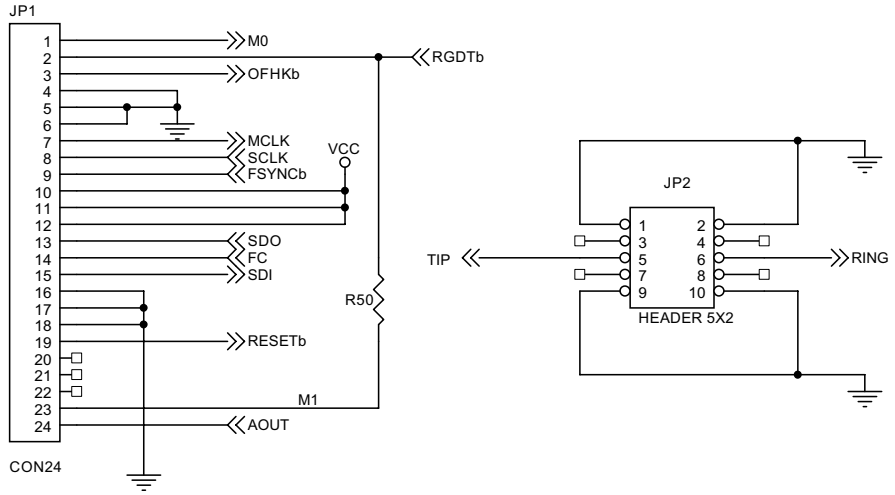 JP1
1 M0
2 RGDTb
3 OFHKb
4
5
6
7 MCLK
8 SCLK
VCC
9 FSYNCb
10
11
12
13 SDO
14 FC
15 SDI
16
17
18
R50
19 RESETb
20
21
22
23 M1
24 AOUT
CON24
JP2
1 2
3 4
TIP 5 6 RING
7 8
9 10
HEADER 5X2